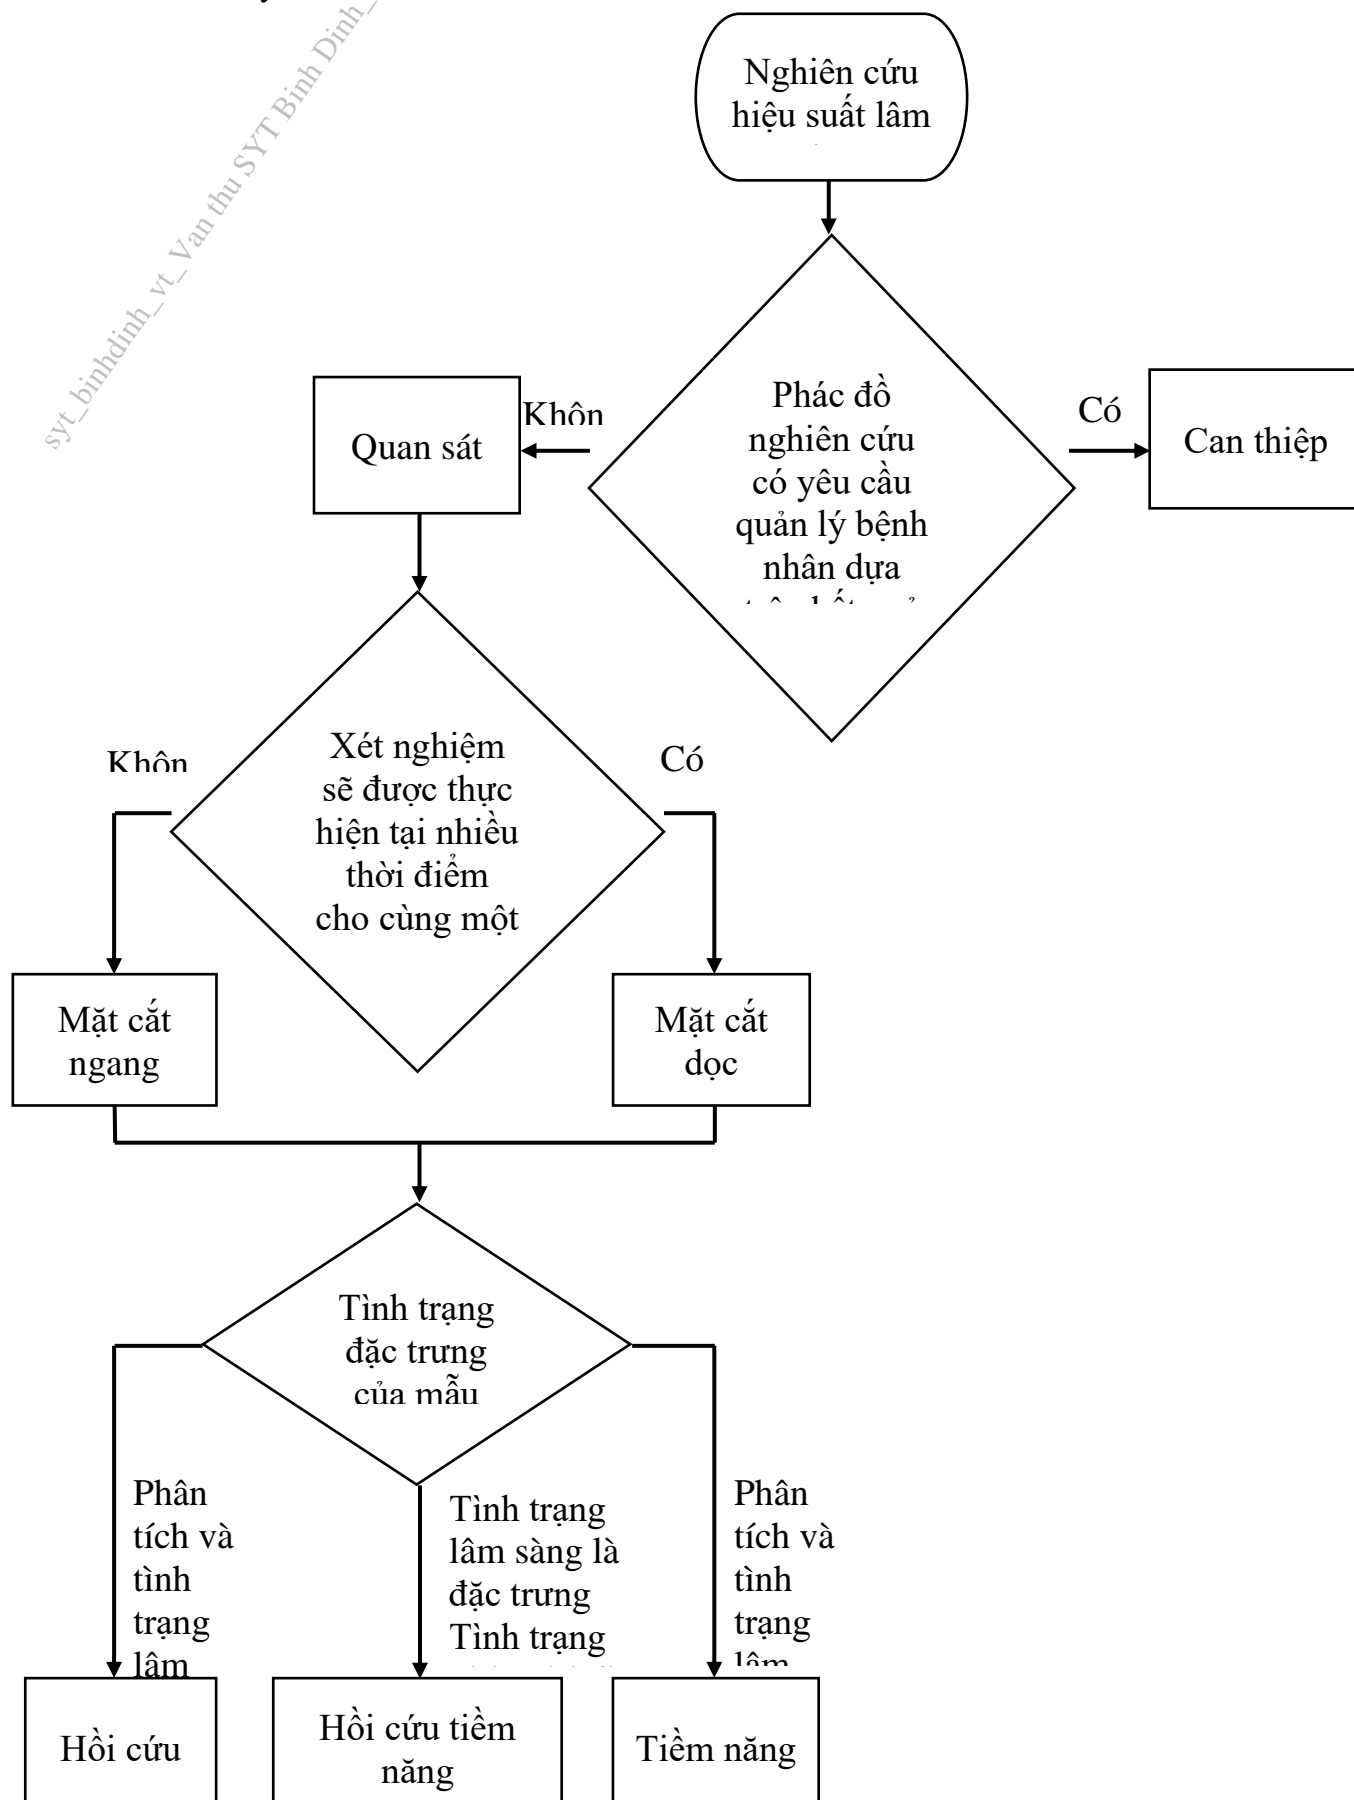 syt_binhdinh_vt_Van thu SYT Binh Dinh_
Nghiên cứu
hiệu suất lâm
Phác đồ
nghiên cứu
có yêu cầu
quản lý bệnh
nhân dựa
Khôn
Có
Quan sát
Can thiệp
Xét nghiệm
sẽ được thực
hiện tại nhiều
thời điểm
cho cùng một
Khôn
Có
Mặt cắt
ngang
Mặt cắt
dọc
Tình trạng
đặc trưng
của mẫu
Phân
tích và
tình
trạng
lâm
Tình trạng
lâm sàng là
đặc trưng
Tình trạng
Phân
tích và
tình
trạng
lâm
Hồi cứu
Hồi cứu tiềm
năng
Tiềm năng